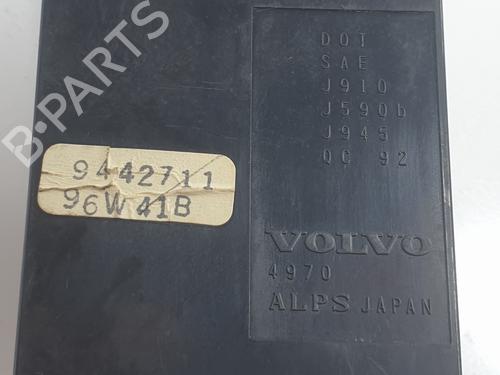 DOT
SAE
J910
J590b
J945
QC 92
9442711
96W41B
VOLVO
4970
ALPS JAPAN
B-PARTS